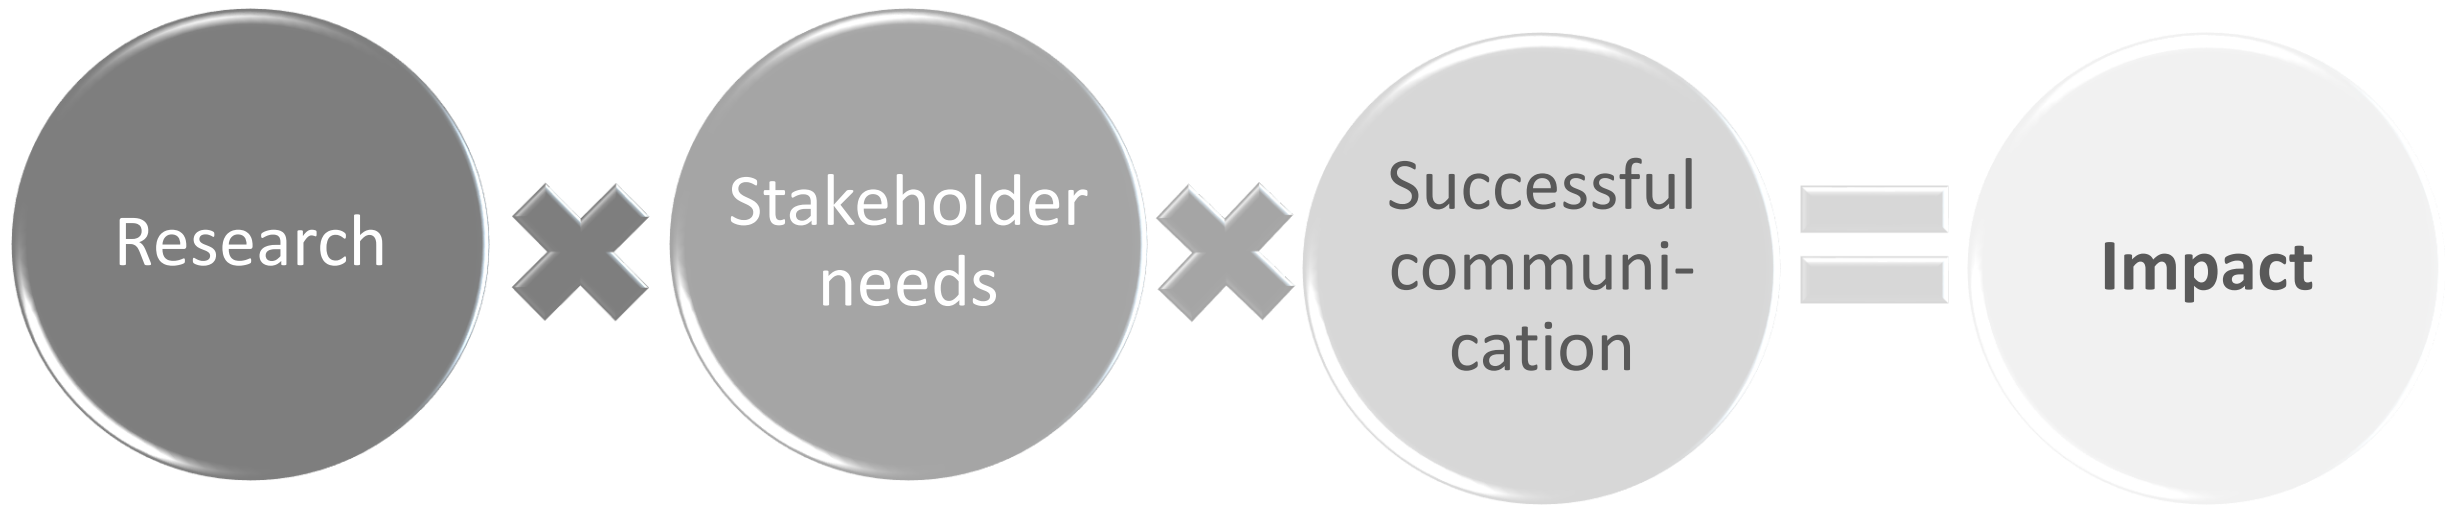 Research
Stakeholder
needs
Successful
communi-
cation
Impact